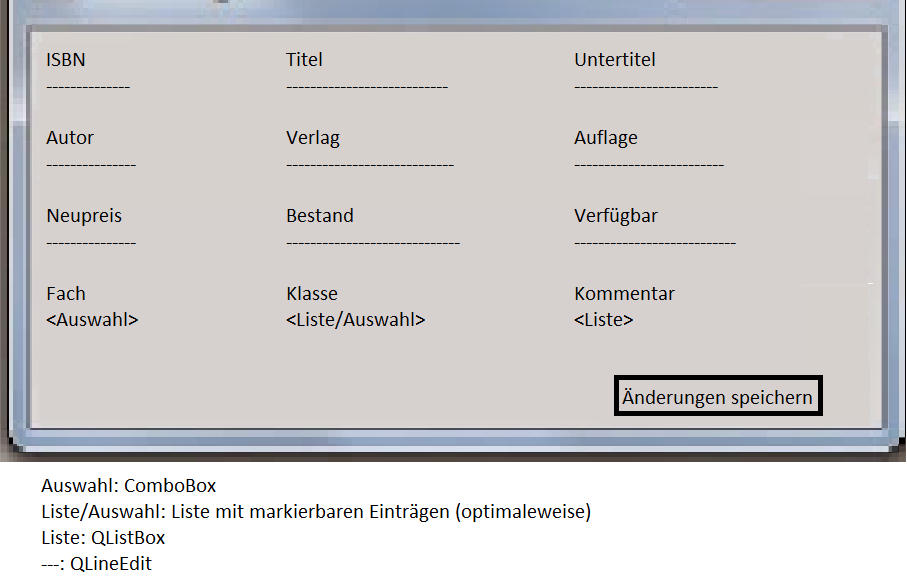 ISBN Titel Untertitel
-------------- --------------------------- ------------------------
Autor Verlag Auflage
--------------- ---------------------------- -------------------------
Neupreis Bestand Verfügbar
--------------- ----------------------------- ---------------------------
Fach Klasse Kommentar
<Auswahl> <Liste/Auswahl> <Liste>
Änderungen speichern
Auswahl: ComboBox
Liste/Auswahl: Liste mit markierbaren Einträgen (optimaleweise)
Liste: QListBox
---: QLineEdit